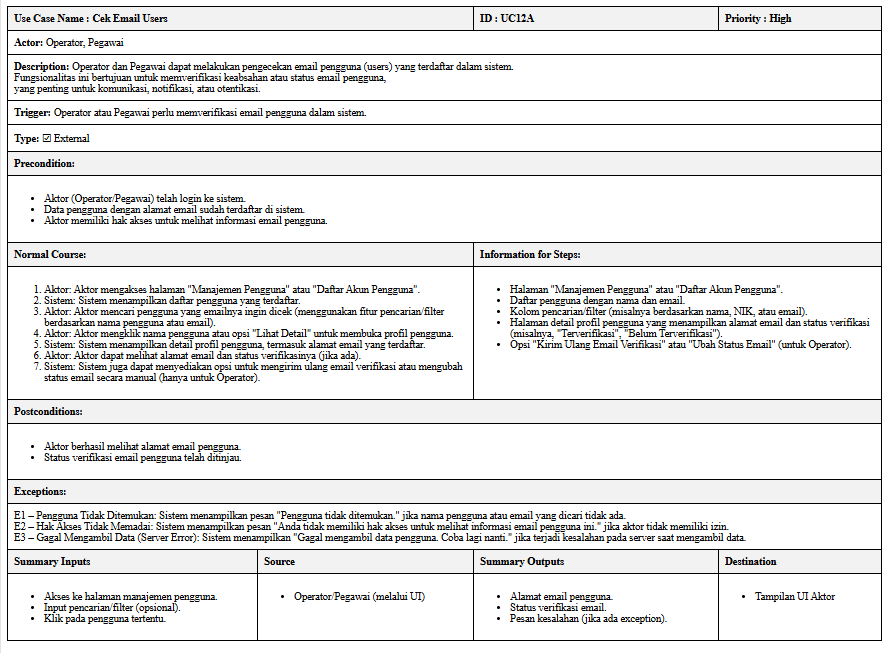 Use Case Name : Cek Email Users
ID : UC12A
Priority : High
Actor: Operator, Pegawai
Description: Operator dan Pegawai dapat melakukan pengecekan email pengguna (users) yang terdaftar dalam sistem.
Fungsionalitas ini bertujuan untuk memverifikasi keabsahan atau status email pengguna,
yang penting untuk komunikasi, notifikasi, atau otentikasi.
Trigger: Operator atau Pegawai perlu memverifikasi email pengguna dalam sistem.
Type: ☑ External
Precondition:
• Aktor (Operator/Pegawai) telah login ke sistem.
• Data pengguna dengan alamat email sudah terdaftar di sistem.
• Aktor memiliki hak akses untuk melihat informasi email pengguna.
Normal Course:
1. Aktor: Aktor mengakses halaman "Manajemen Pengguna" atau "Daftar Akun Pengguna".
2. Sistem: Sistem menampilkan daftar pengguna yang terdaftar.
3. Aktor: Aktor mencari pengguna yang emailnya ingin dicek (menggunakan fitur pencarian/filter
berdasarkan nama pengguna atau email).
4. Aktor: Aktor mengklik nama pengguna atau opsi "Lihat Detail" untuk membuka profil pengguna.
5. Sistem: Sistem menampilkan detail profil pengguna, termasuk alamat email yang terdaftar.
6. Aktor: Aktor dapat melihat alamat email dan status verifikasinya (jika ada).
7. Sistem: Sistem juga dapat menyediakan opsi untuk mengirim ulang email verifikasi atau mengubah
status email secara manual (hanya untuk Operator).
Information for Steps:
• Halaman "Manajemen Pengguna" atau "Daftar Akun Pengguna".
• Daftar pengguna dengan nama dan email.
• Kolom pencarian/filter (misalnya berdasarkan nama, NIK, atau email).
• Halaman detail profil pengguna yang menampilkan alamat email dan status verifikasi
(misalnya, "Terverifikasi", "Belum Terverifikasi").
• Opsi "Kirim Ulang Email Verifikasi" atau "Ubah Status Email" (untuk Operator).
Postconditions:
• Aktor berhasil melihat alamat email pengguna.
• Status verifikasi email pengguna telah ditinjau.
Exceptions:
E1 – Pengguna Tidak Ditemukan: Sistem menampilkan pesan "Pengguna tidak ditemukan." jika nama pengguna atau email yang dicari tidak ada.
E2 – Hak Akses Tidak Memadai: Sistem menampilkan pesan "Anda tidak memiliki hak akses untuk melihat informasi email pengguna ini." jika aktor tidak memiliki izin.
E3 – Gagal Mengambil Data (Server Error): Sistem menampilkan "Gagal mengambil data pengguna. Coba lagi nanti." jika terjadi kesalahan pada server saat mengambil data.
Summary Inputs
• Akses ke halaman manajemen pengguna.
• Input pencarian/filter (opsional).
• Klik pada pengguna tertentu.
Source
• Operator/Pegawai (melalui UI)
Summary Outputs
• Alamat email pengguna.
• Status verifikasi email.
• Pesan kesalahan (jika ada exception).
Destination
• Tampilan UI Aktor